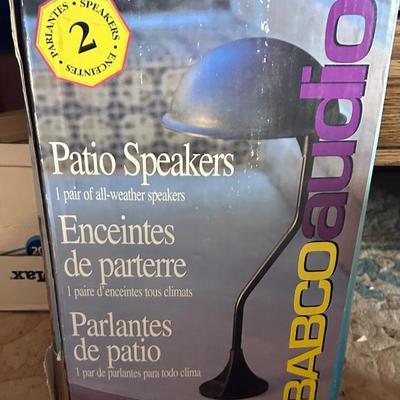 PARLANTES • SPEAKERS • ENCEINTES •
2
Patio Speakers
1 pair of all-weather speakers
Enceintes
de parterre
1 paire d'enceintes tous climats
Parlantes
de patio
1 par de parlantes para todo clima
BABCOaudio